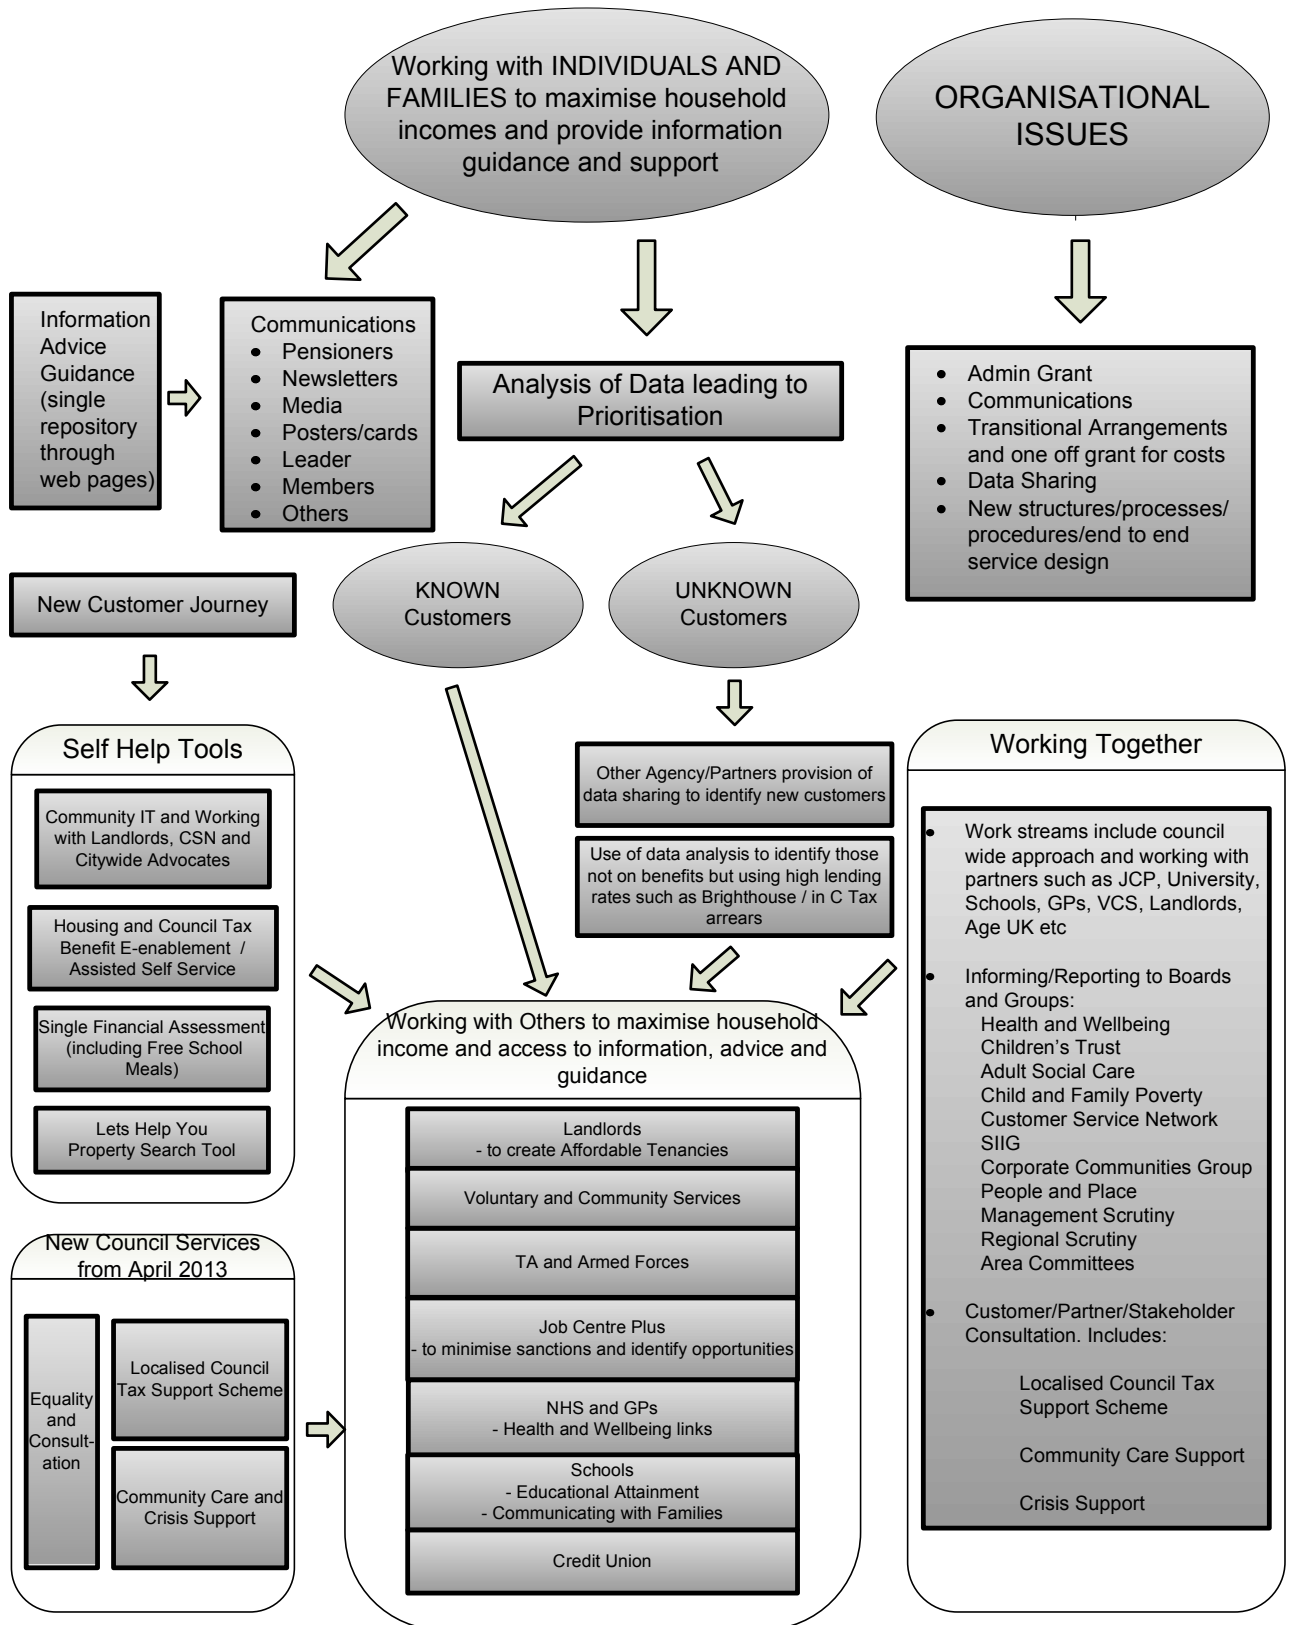 Working with INDIVIDUALS AND
FAMILIES to maximise household
incomes and provide information
guidance and support
ORGANISATIONAL
ISSUES
Information
Advice
Guidance
(single
repository
through
web pages)
Communications
• Pensioners
• Newsletters
• Media
• Posters/cards
• Leader
• Members
• Others
Analysis of Data leading to
Prioritisation
• Admin Grant
• Communications
• Transitional Arrangements
and one off grant for costs
• Data Sharing
• New structures/processes/
procedures/end to end
service design
New Customer Journey
KNOWN
Customers
UNKNOWN
Customers
Self Help Tools
Community IT and Working
with Landlords, CSN and
Citywide Advocates
Housing and Council Tax
Benefit E-enablement /
Assisted Self Service
Single Financial Assessment
(including Free School
Meals)
Lets Help You
Property Search Tool
Other Agency/Partners provision of
data sharing to identify new customers
Use of data analysis to identify those
not on benefits but using high lending
rates such as Brighthouse / in C Tax
arrears
Working Together
• Work streams include council
wide approach and working with
partners such as JCP, University,
Schools, GPs, VCS, Landlords,
Age UK etc
• Informing/Reporting to Boards
and Groups:
Health and Wellbeing
Children's Trust
Adult Social Care
Child and Family Poverty
Customer Service Network
SIIG
Corporate Communities Group
People and Place
Management Scrutiny
Regional Scrutiny
Area Committees
• Customer/Partner/Stakeholder
Consultation. Includes:
Localised Council Tax
Support Scheme
Community Care Support
Crisis Support
Working with Others to maximise household
income and access to information, advice and
guidance
Landlords
- to create Affordable Tenancies
Voluntary and Community Services
TA and Armed Forces
Job Centre Plus
- to minimise sanctions and identify opportunities
NHS and GPs
- Health and Wellbeing links
Schools
- Educational Attainment
- Communicating with Families
Credit Union
New Council Services
from April 2013
Equality
and
Consult-
ation
Localised Council
Tax Support Scheme
Community Care and
Crisis Support